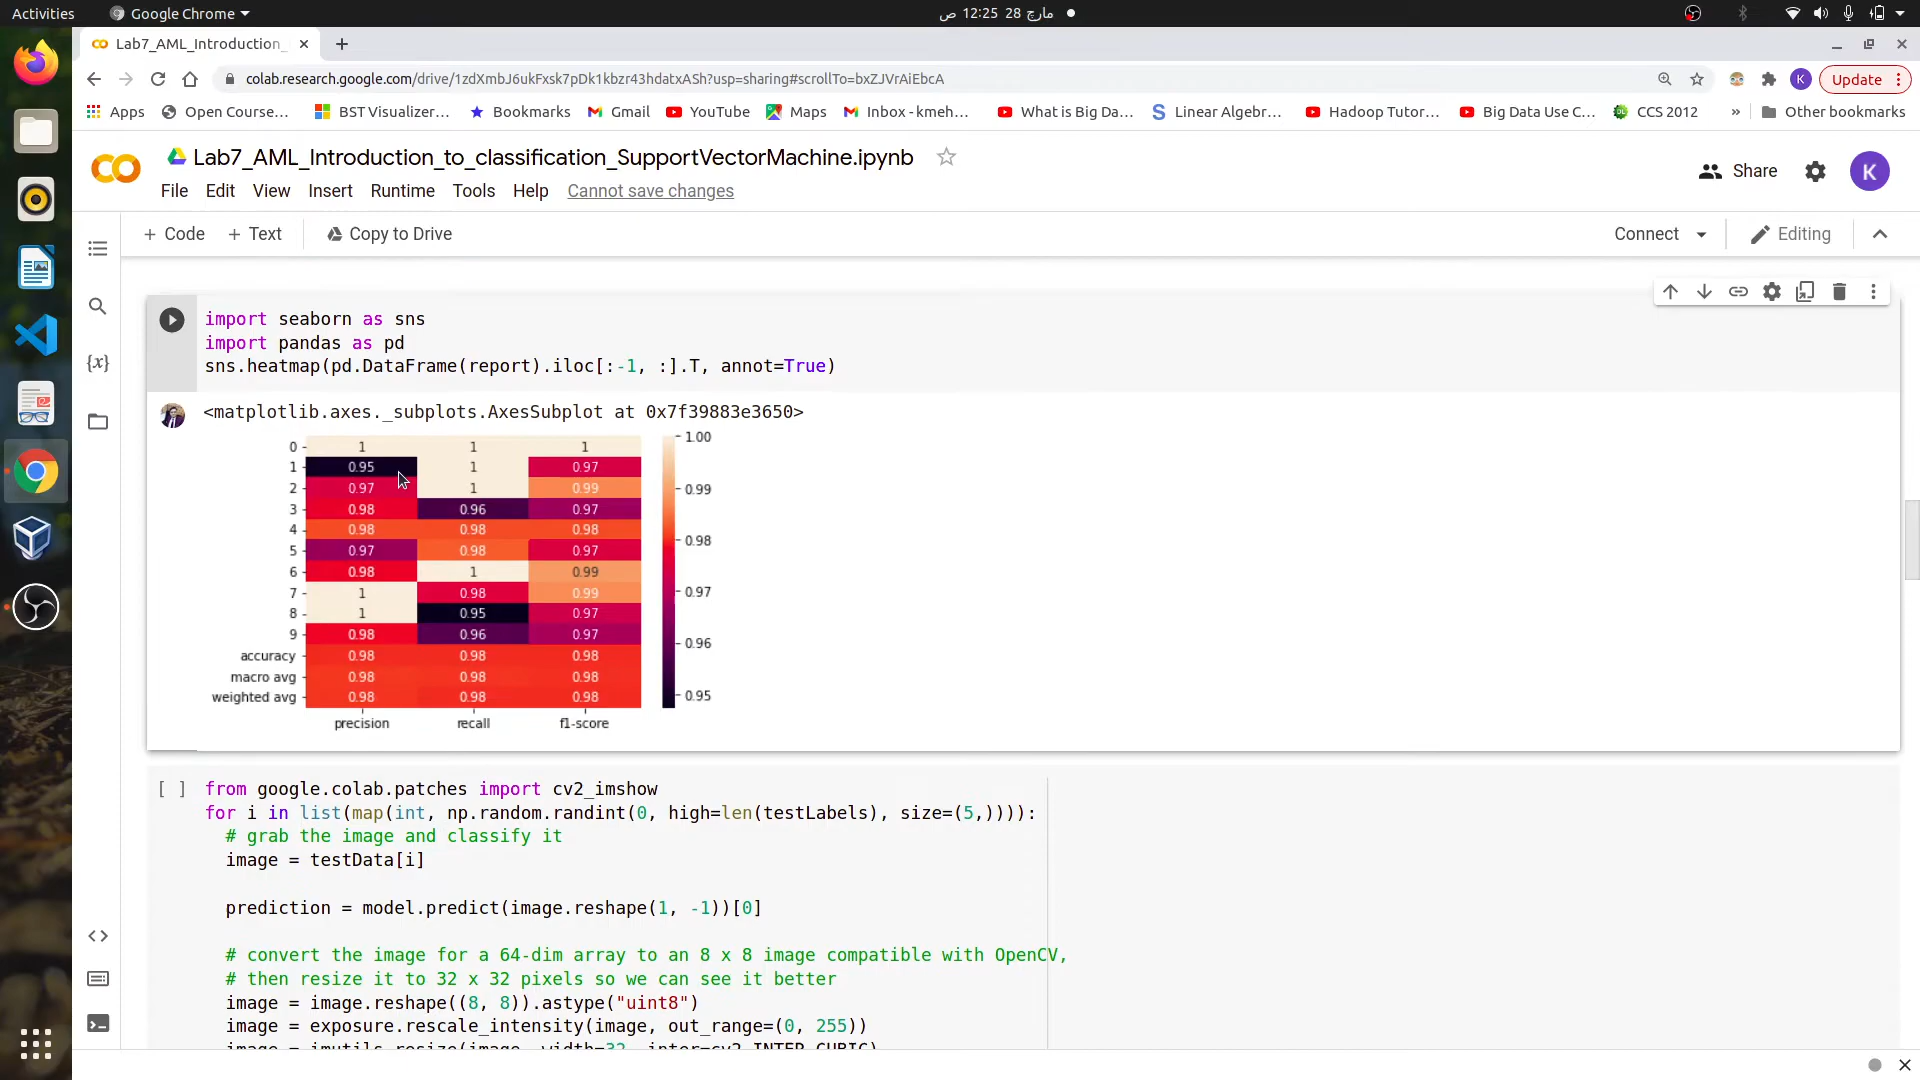 Activities
Google Chrome
مارچ 28 12:25 ص
Lab7_AML_Introduction_
colab.research.google.com/drive/1zdXmbJ6ukFxsk7pDk1kbzr43hdatxASh?usp=sharing#scrollTo=bxZJVrAiEbcA
K
Update
Apps
Open Course...
BST Visualizer...
Bookmarks
Gmail
YouTube
Maps
Inbox - kmeh...
What is Big Da...
Linear Algebr...
Hadoop Tutor...
Big Data Use C...
CCS 2012
»
Other bookmarks
Lab7_AML_Introduction_to_classification_SupportVectorMachine.ipynb
File Edit View Insert Runtime Tools Help Cannot save changes
Share
K
+ Code + Text
Copy to Drive
Connect
Editing
{x}
import seaborn as sns
import pandas as pd
sns.heatmap(pd.DataFrame(report).iloc[:-1, :].T, annot=True)
<matplotlib.axes._subplots.AxesSubplot at 0x7f39883e3650>
0 1 1 1
1 0.95 1 0.97
2 0.97 1 0.99
3 0.98 0.96 0.97
4 0.98 0.98 0.98
5 0.97 0.98 0.97
6 0.98 1 0.99
7 1 0.98 0.99
8 1 0.95 0.97
9 0.98 0.96 0.97
accuracy 0.98 0.98 0.98
macro avg 0.98 0.98 0.98
weighted avg 0.98 0.98 0.98
precision recall f1-score
1.00
0.99
0.98
0.97
0.96
0.95
[ ] from google.colab.patches import cv2_imshow
for i in list(map(int, np.random.randint(0, high=len(testLabels), size=(5,)))):
# grab the image and classify it
image = testData[i]
prediction = model.predict(image.reshape(1, -1))[0]
# convert the image for a 64-dim array to an 8 x 8 image compatible with OpenCV,
# then resize it to 32 x 32 pixels so we can see it better
image = image.reshape((8, 8)).astype("uint8")
image = exposure.rescale_intensity(image, out_range=(0, 255))
image = imutils.resize(image, width=32, inter=cv2.INTER_CUBIC)